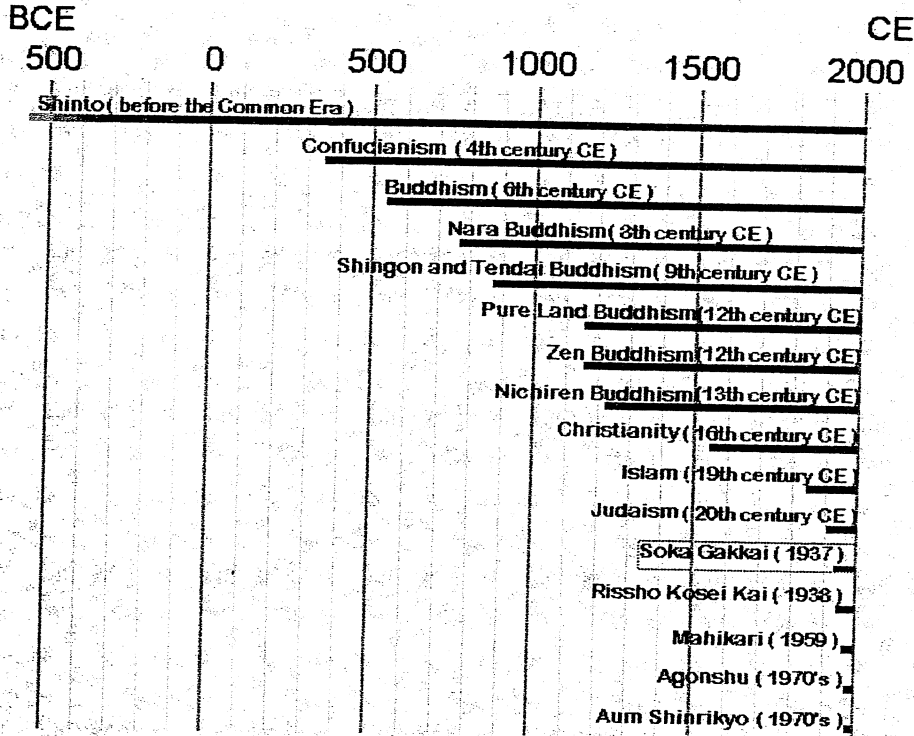 BCE
CE
500 0 500 1000 1500 2000
Shinto( before the Common Era )
Confucianism ( 4th century CE )
Buddhism ( 6th century CE )
Nara Buddhism( 8th century CE )
Shingon and Tendai Buddhism( 9th century CE )
Pure Land Buddhism(12th century CE)
Zen Buddhism(12th century CE)
Nichiren Buddhism(13th century CE)
Christianity( 16th century CE )
Islam ( 19th century CE )
Judaism( 20th century CE )
Soka Gakkai ( 1937 )
Rissho Kosei Kai ( 1938 )
Mahikari ( 1959 )
Agonshu ( 1970's )
Aum Shinrikyo ( 1970's )